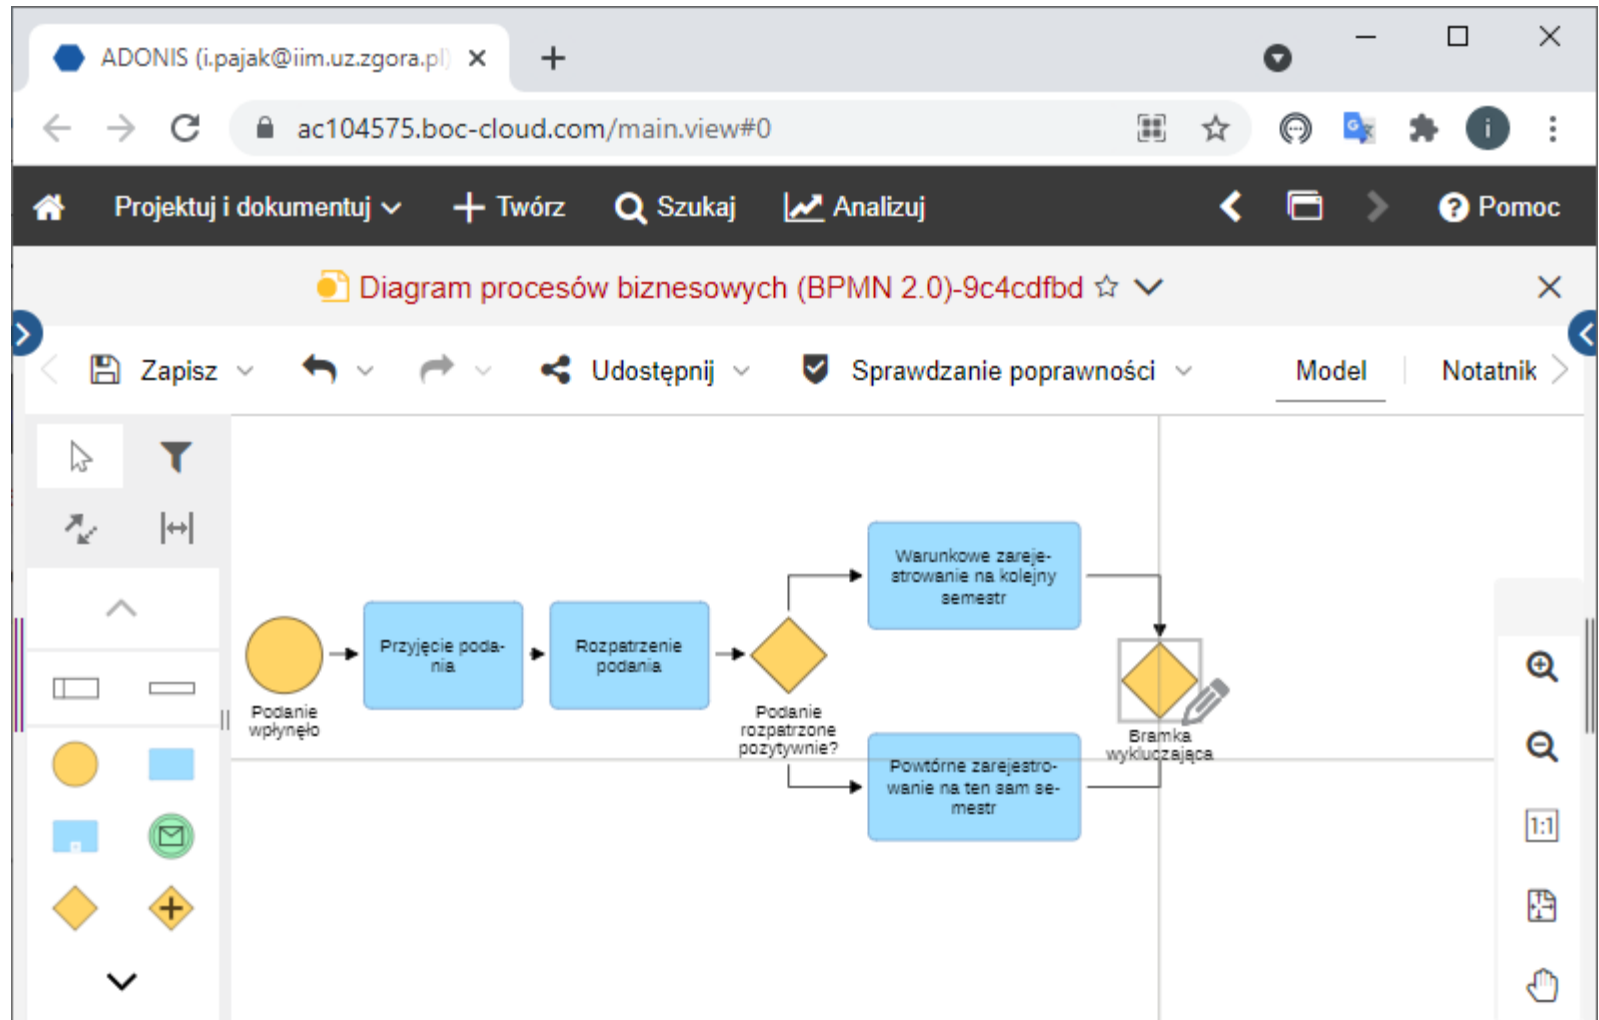 ADONIS (i.pajak@iim.uz.zgora.pl)
ac104575.boc-cloud.com/main.view#0
i
Projektuj i dokumentuj
Twórz
Szukaj
Analizuj
Pomoc
Diagram procesów biznesowych (BPMN 2.0)-9c4cdfbd
Zapisz
Udostępnij
Sprawdzanie poprawności
Model
Notatnik
Warunkowe zareje-
strowanie na kolejny
semestr
Przyjęcie poda-
nia
Rozpatrzenie
podania
Podanie
wpłynęło
Podanie
rozpatrzone
pozytywnie?
Bramka
wykluczająca
Powtórne zarejestro-
wanie na ten sam se-
mestr
1:1